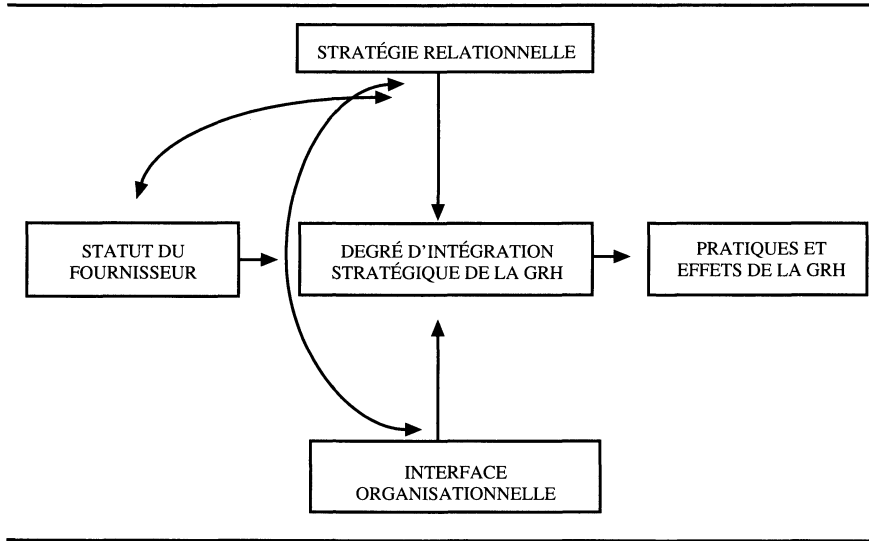 STRATÉGIE RELATIONNELLE
STATUT DU
FOURNISSEUR
DEGRÉ D'INTÉGRATION
STRATÉGIQUE DE LA GRH
PRATIQUES ET
EFFETS DE LA GRH
INTERFACE
ORGANISATIONNELLE